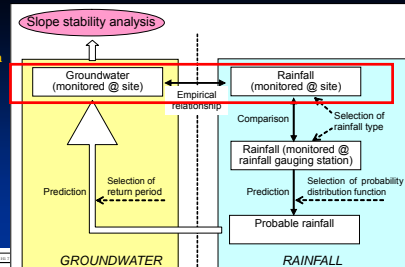 Slope stability analysis
Groundwater
(monitored @ site)
Empirical
relationship
Rainfall
(monitored @ site)
Comparison
Selection of
rainfall type
Rainfall (monitored @
rainfall gauging station)
Prediction
Selection of
return period
Prediction
Selection of probability
distribution function
Probable rainfall
GROUNDWATER
RAINFALL